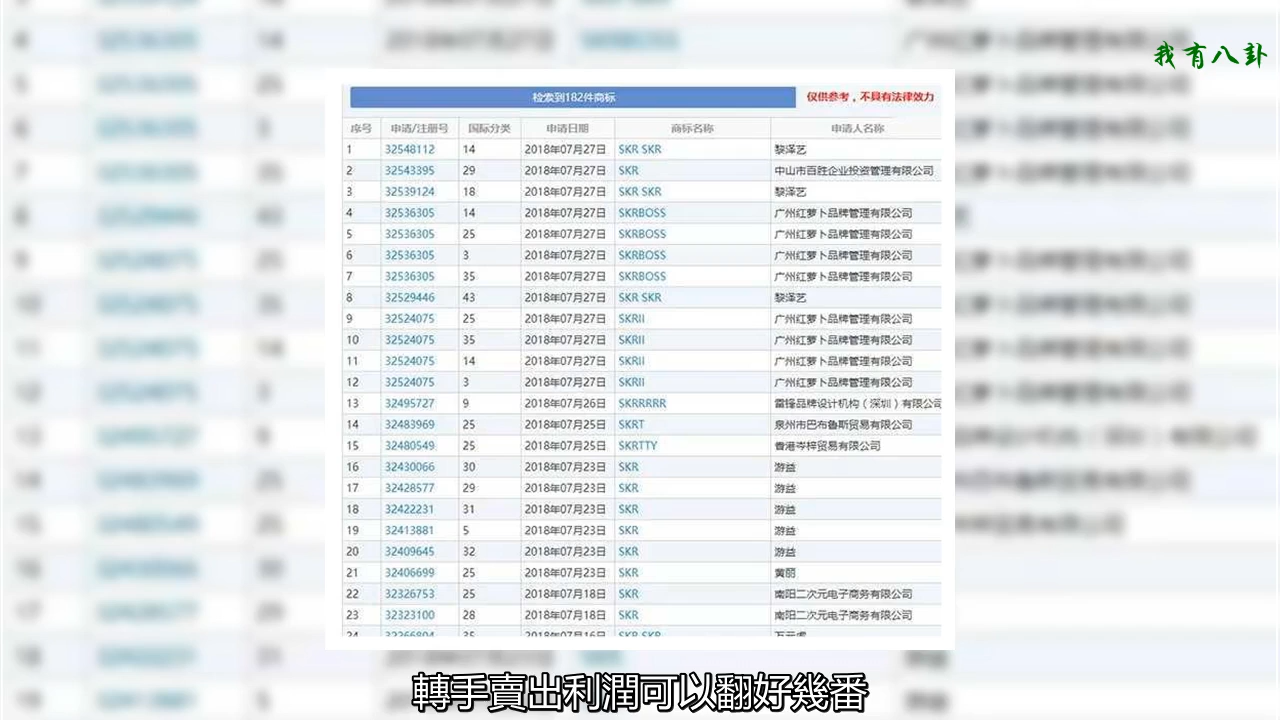 我有八卦
检索到182件商标 仅供参考，不具有法律效力
序号 申请/注册号 国际分类 申请日期 商标名称 申请人名称
1 32548112 14 2018年07月27日 SKR SKR 黎泽艺
2 32543395 29 2018年07月27日 SKR 中山市百胜企业投资管理有限公司
3 32539124 18 2018年07月27日 SKR SKR 黎泽艺
4 32536305 14 2018年07月27日 SKRBOSS 广州红萝卜品牌管理有限公司
5 32536305 25 2018年07月27日 SKRBOSS 广州红萝卜品牌管理有限公司
6 32536305 3 2018年07月27日 SKRBOSS 广州红萝卜品牌管理有限公司
7 32536305 35 2018年07月27日 SKRBOSS 广州红萝卜品牌管理有限公司
8 32529446 43 2018年07月27日 SKR SKR 黎泽艺
9 32524075 25 2018年07月27日 SKRII 广州红萝卜品牌管理有限公司
10 32524075 35 2018年07月27日 SKRII 广州红萝卜品牌管理有限公司
11 32524075 14 2018年07月27日 SKRII 广州红萝卜品牌管理有限公司
12 32524075 3 2018年07月27日 SKRII 广州红萝卜品牌管理有限公司
13 32495727 9 2018年07月26日 SKRRRRR 雷锋品牌设计机构（深圳）有限公司
14 32483969 25 2018年07月25日 SKRT 泉州市巴布鲁斯贸易有限公司
15 32480549 25 2018年07月25日 SKRTTY 香港岑梓贸易有限公司
16 32430066 30 2018年07月23日 SKR 游益
17 32428577 29 2018年07月23日 SKR 游益
18 32422231 31 2018年07月23日 SKR 游益
19 32413881 5 2018年07月23日 SKR 游益
20 32409645 32 2018年07月23日 SKR 游益
21 32406699 25 2018年07月23日 SKR 黄丽
22 32326753 25 2018年07月18日 SKR 南阳二次元电子商务有限公司
23 32323100 28 2018年07月18日 SKR 南阳二次元电子商务有限公司
24 32266804 35 2018年07月16日 SKR SKR
轉手賣出利潤可以翻好幾番